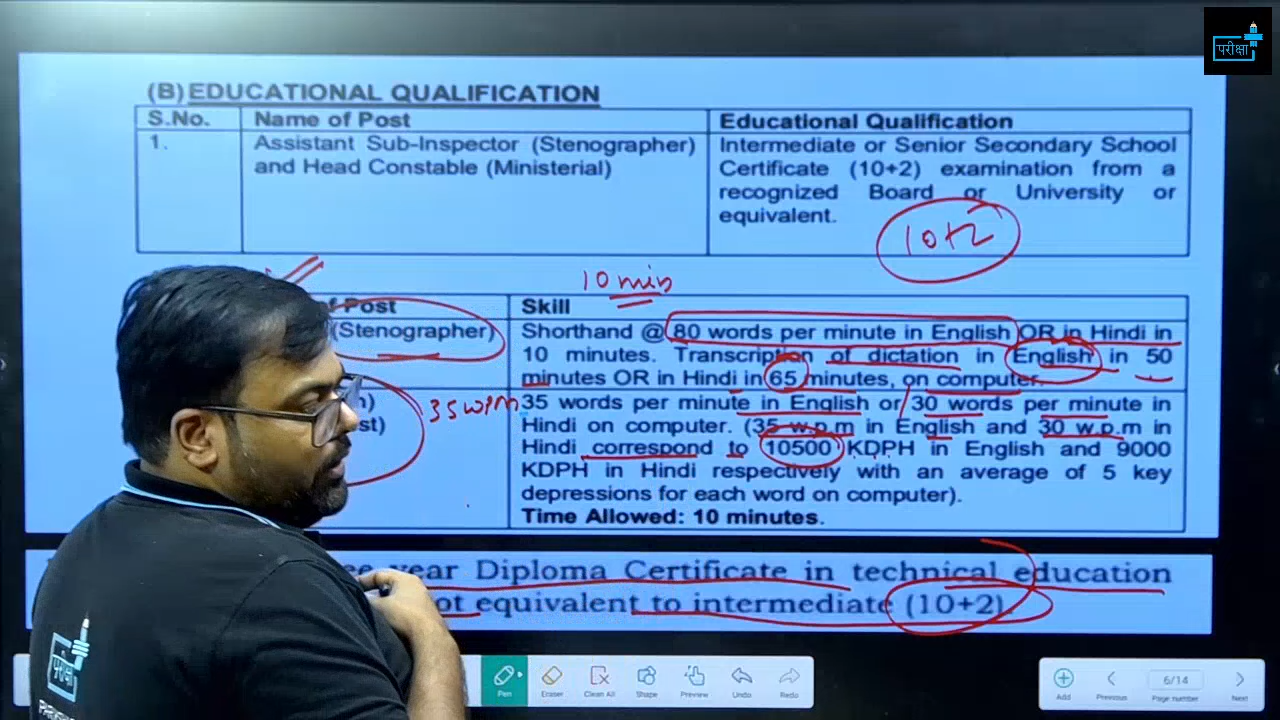 परीक्षा
(B) EDUCATIONAL QUALIFICATION
S.No. Name of Post Educational Qualification
1. Assistant Sub-Inspector (Stenographer) Intermediate or Senior Secondary School
and Head Constable (Ministerial) Certificate (10+2) examination from a
recognized Board or University or
equivalent.
10+2
10 min
of Post Skill
(Stenographer) Shorthand @ 80 words per minute in English OR in Hindi in
10 minutes. Transcription of dictation in English in 50
minutes OR in Hindi in 65 minutes, on computer.
35 wpm 35 words per minute in English or 30 words per minute in
Hindi on computer. (35 w.p.m in English and 30 w.p.m in
Hindi correspond to 10500 KDPH in English and 9000
KDPH in Hindi respectively with an average of 5 key
depressions for each word on computer).
Time Allowed: 10 minutes.
year Diploma Certificate in technical education
equivalent to intermediate (10+2)
परीक्षा
Pen Eraser Clean All Shape Preview Undo Redo
Add Previous 6/14 Page number Next